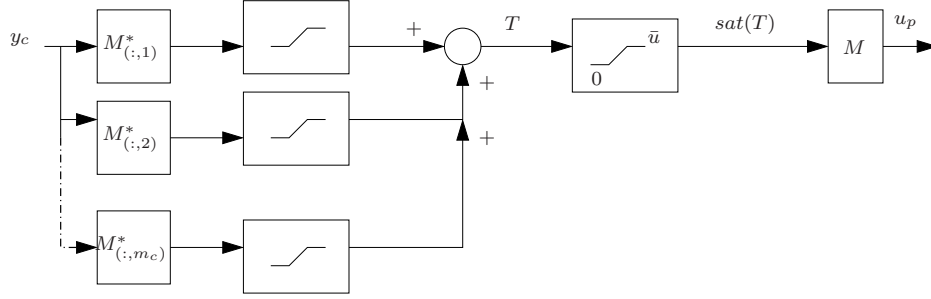 y_c
M*_(:,1)
+
T
0
ū
sat(T)
M
u_p
+
M*_(:,2)
+
M*_(:,m_c)